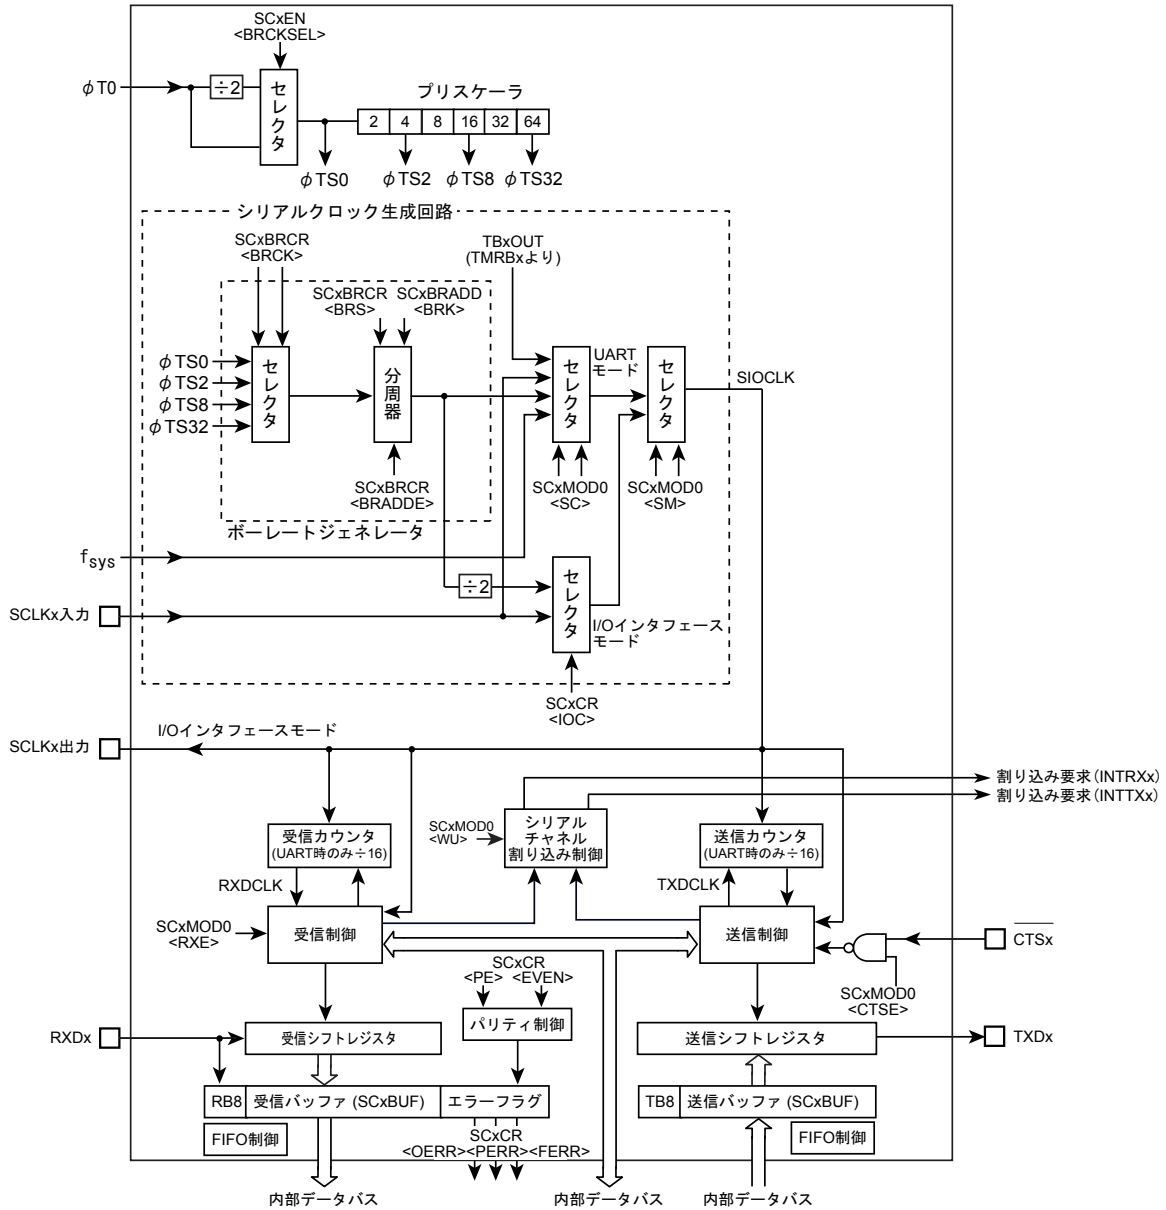 SCxEN
<BRCKSEL>
φT0
÷2
セレクタ
プリスケーラ
2 4 8 16 32 64
φTS0 φTS2 φTS8 φTS32
シリアルクロック生成回路
SCxBRCR
<BRCK>
TBxOUT
(TMRBxより)
SCxBRCR
<BRS>
SCxBRADD
<BRK>
φTS0
φTS2
φTS8
φTS32
セレクタ
分周器
セレクタ
UART
モード
セレクタ
SIOCLK
SCxBRCR
<BRADDE>
SCxMOD0
<SC>
SCxMOD0
<SM>
ボーレートジェネレータ
fsys
÷2
セレクタ
SCLKx入力
I/Oインタフェース
モード
SCxCR
<IOC>
I/Oインタフェースモード
SCLKx出力
割り込み要求(INTRXx)
割り込み要求(INTTXx)
受信カウンタ
(UART時のみ÷16)
SCxMOD0
<WU>
シリアル
チャネル
割り込み制御
送信カウンタ
(UART時のみ÷16)
RXDCLK
TXDCLK
SCxMOD0
<RXE>
受信制御
送信制御
CTSx
SCxCR
<PE> <EVEN>
SCxMOD0
<CTSE>
パリティ制御
RXDx
受信シフトレジスタ
送信シフトレジスタ
TXDx
RB8 受信バッファ (SCxBUF) エラーフラグ
TB8 送信バッファ (SCxBUF)
FIFO制御
SCxCR
<OERR><PERR><FERR>
FIFO制御
内部データバス 内部データバス 内部データバス